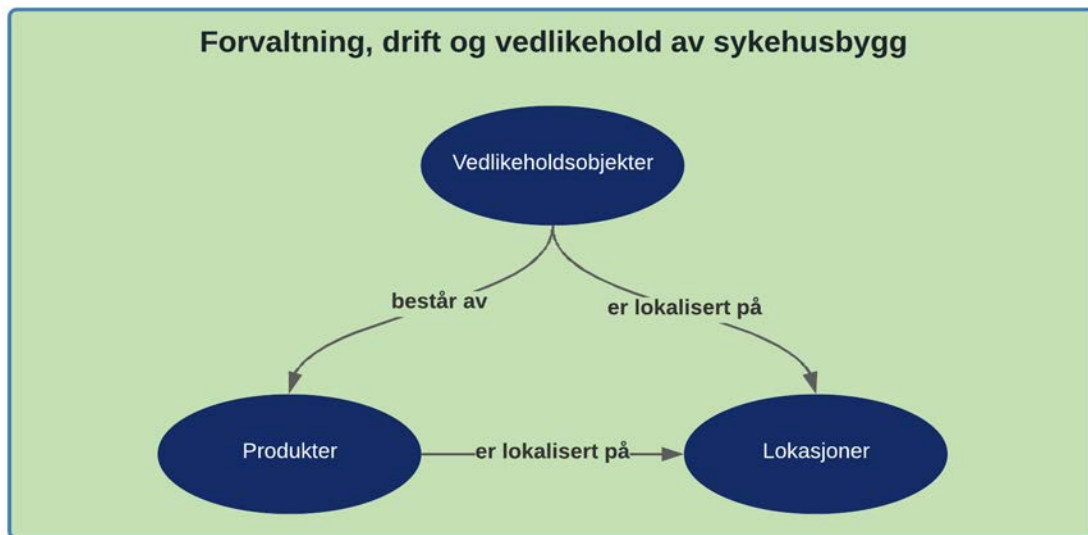 Forvaltning, drift og vedlikehold av sykehusbygg
Vedlikeholdsobjekter
består av
er lokalisert på
Produkter
er lokalisert på
Lokasjoner